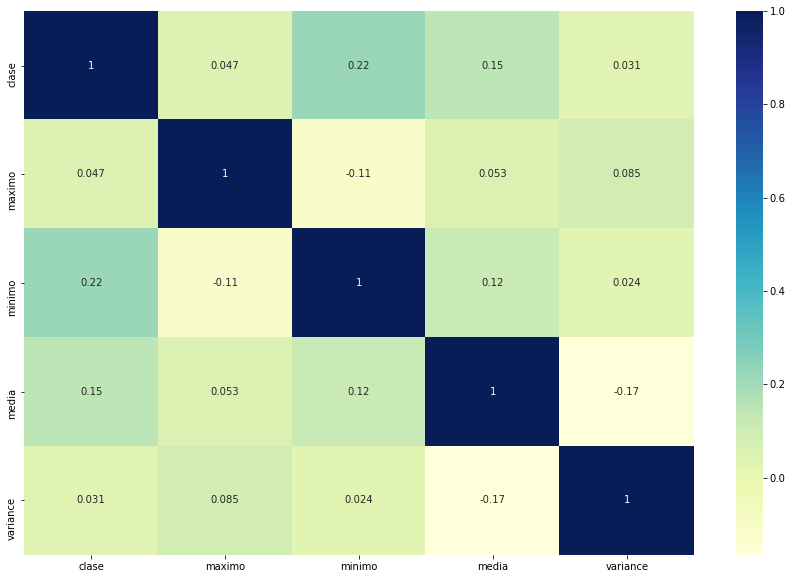 clase 1 0.047 0.22 0.15 0.031
maximo 0.047 1 -0.11 0.053 0.085
minimo 0.22 -0.11 1 0.12 0.024
media 0.15 0.053 0.12 1 -0.17
variance 0.031 0.085 0.024 -0.17 1
clase maximo minimo media variance
1.0
0.8
0.6
0.4
0.2
0.0